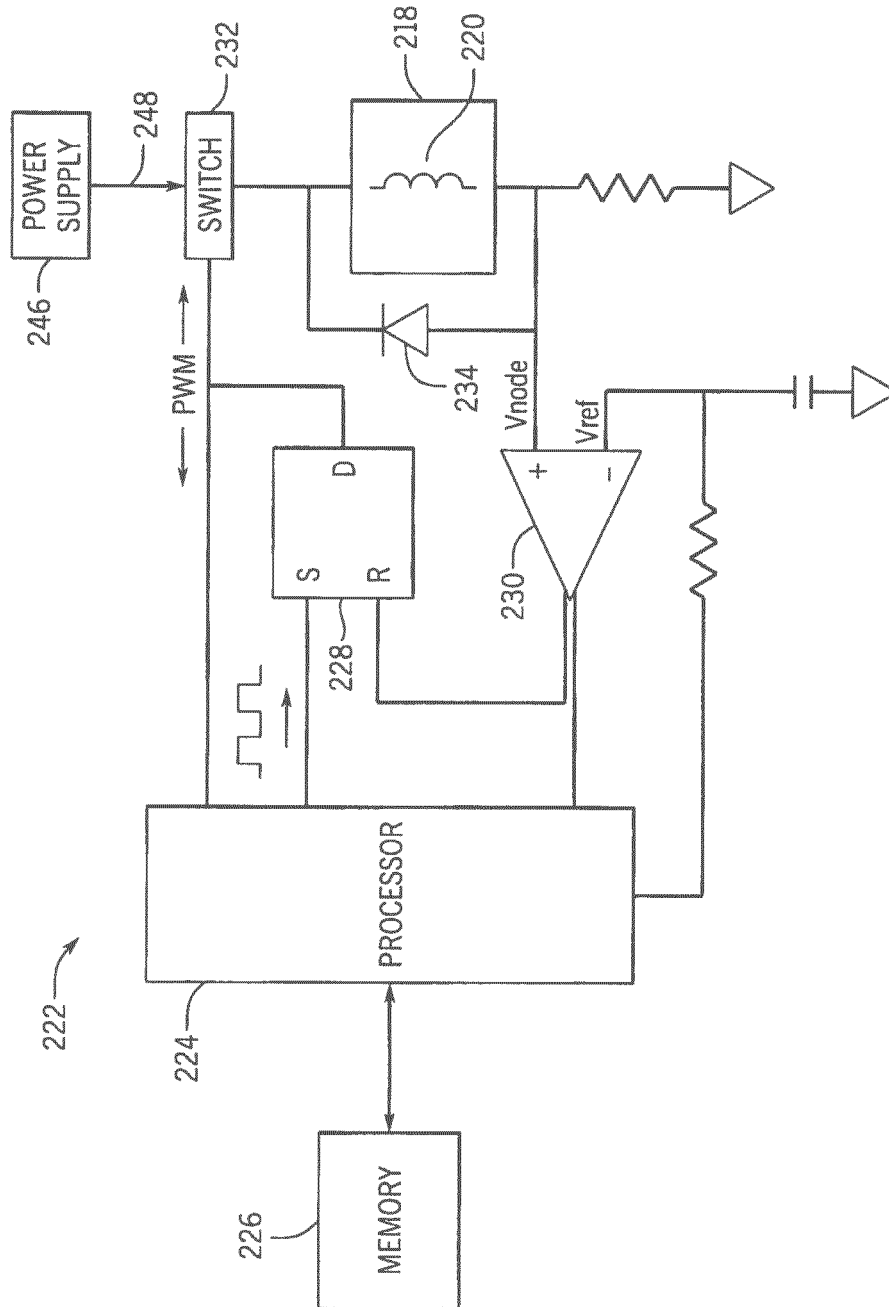 222
224
226
MEMORY
PROCESSOR
PWM
S
R
D
228
230
+
−
Vnode
Vref
234
246
POWER
SUPPLY
248
SWITCH
232
218
220